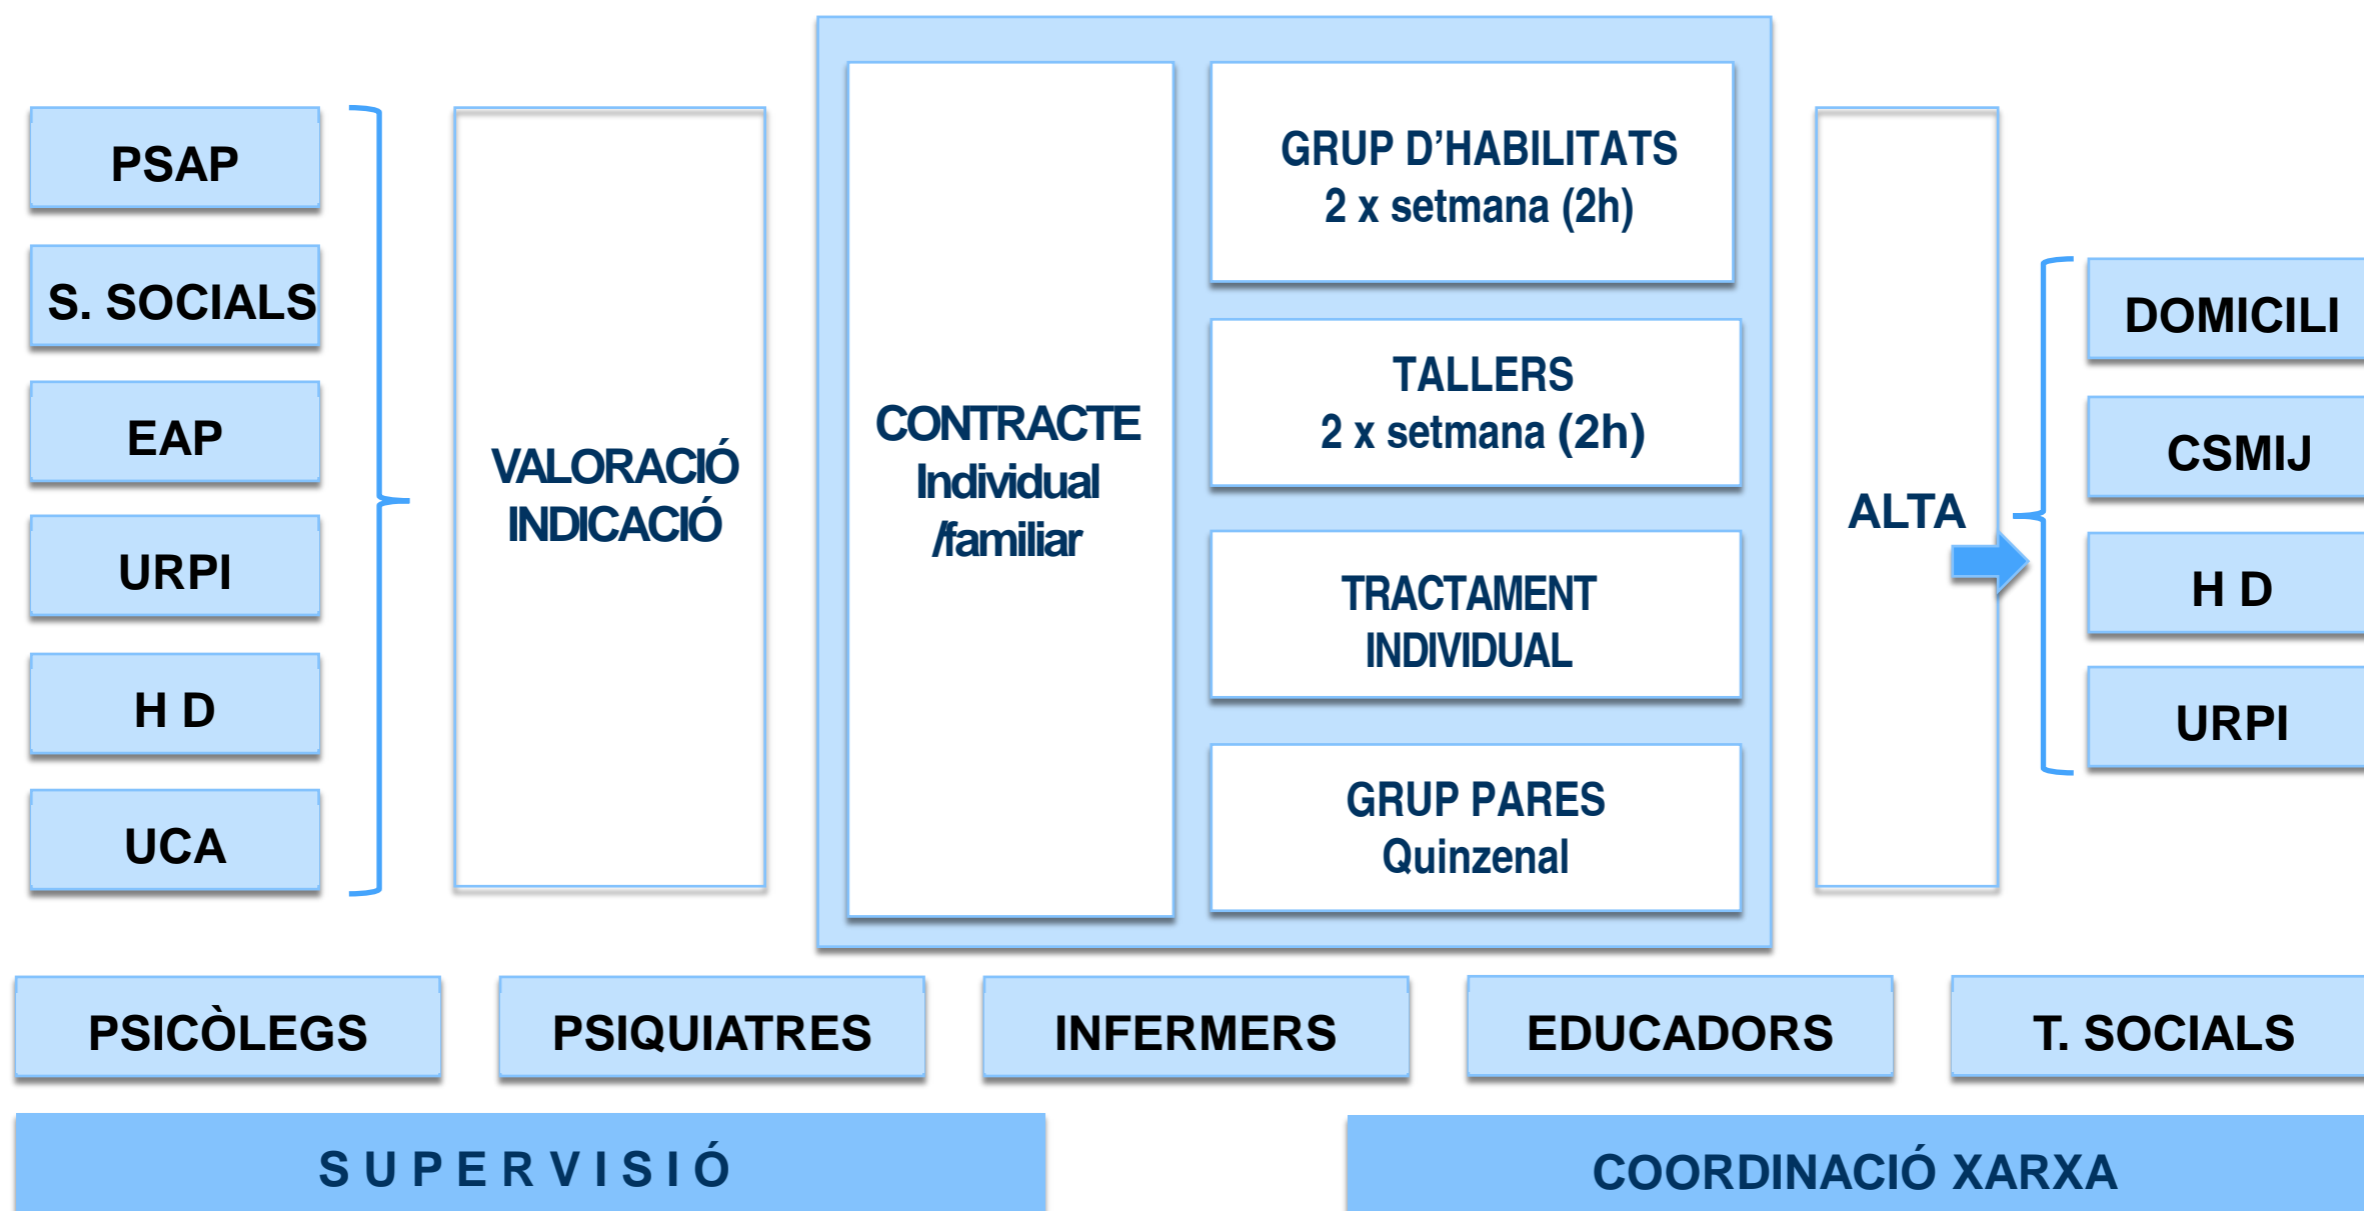 PSAP
S. SOCIALS
EAP
URPI
H D
UCA
VALORACIÓ
INDICACIÓ
CONTRACTE
Individual
/familiar
GRUP D’HABILITATS
2 x setmana (2h)
TALLERS
2 x setmana (2h)
TRACTAMENT
INDIVIDUAL
GRUP PARES
Quinzenal
ALTA
DOMICILI
CSMIJ
H D
URPI
PSICÒLEGS
PSIQUIATRES
INFERMERS
EDUCADORS
T. SOCIALS
S U P E R V I S I Ó
COORDINACIÓ XARXA